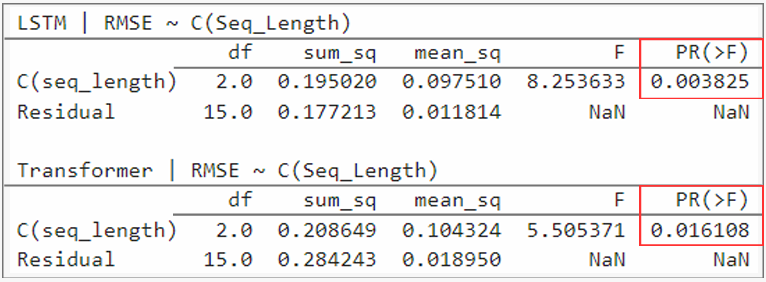 LSTM | RMSE ~ C(Seq_Length)
df sum_sq mean_sq F PR(>F)
C(seq_length) 2.0 0.195020 0.097510 8.253633 0.003825
Residual 15.0 0.177213 0.011814 NaN NaN
Transformer | RMSE ~ C(Seq_Length)
df sum_sq mean_sq F PR(>F)
C(seq_length) 2.0 0.208649 0.104324 5.505371 0.016108
Residual 15.0 0.284243 0.018950 NaN NaN